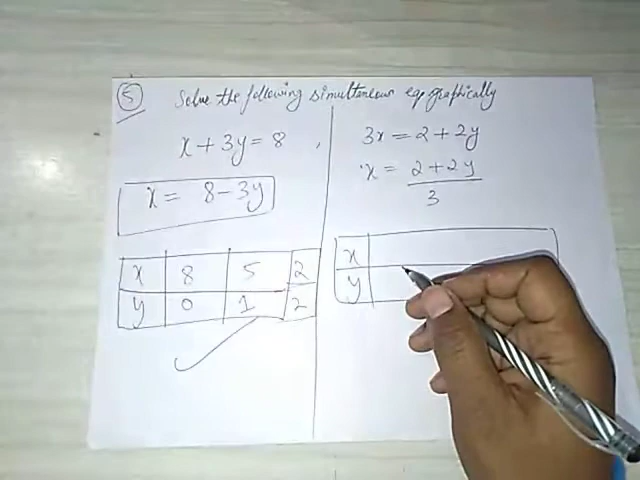 5 Solve the following simultaneous eqn graphically
x + 3y = 8 ,
x = 8 - 3y
x 8 5 2
y 0 1 2
3x = 2 + 2y
x = 2 + 2y / 3
x
y